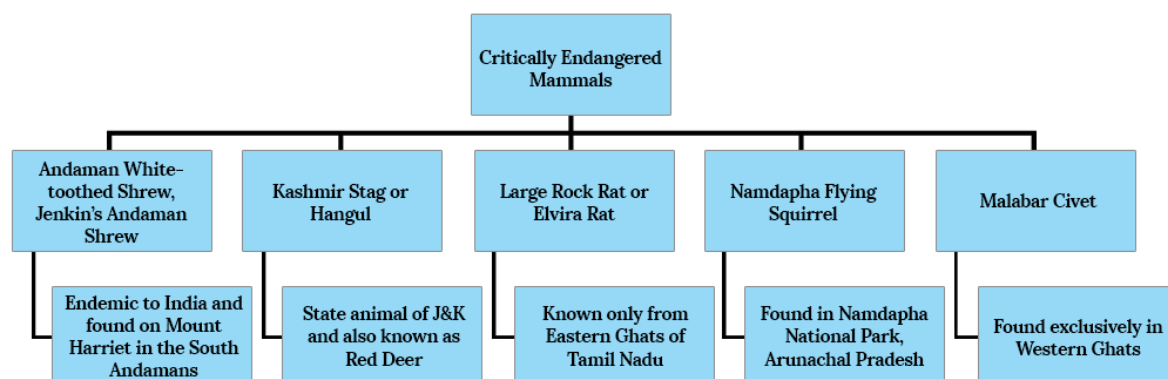 Critically Endangered
Mammals
Andaman White-
toothed Shrew,
Jenkin's Andaman
Shrew
Kashmir Stag or
Hangul
Large Rock Rat or
Elvira Rat
Namdapha Flying
Squirrel
Malabar Civet
Endemic to India and
found on Mount
Harriet in the South
Andamans
State animal of J&K
and also known as
Red Deer
Known only from
Eastern Ghats of
Tamil Nadu
Found in Namdapha
National Park,
Arunachal Pradesh
Found exclusively in
Western Ghats